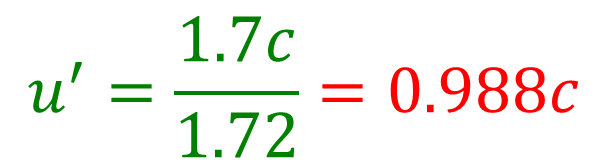 u′ = 1.7c/1.72 = 0.988c